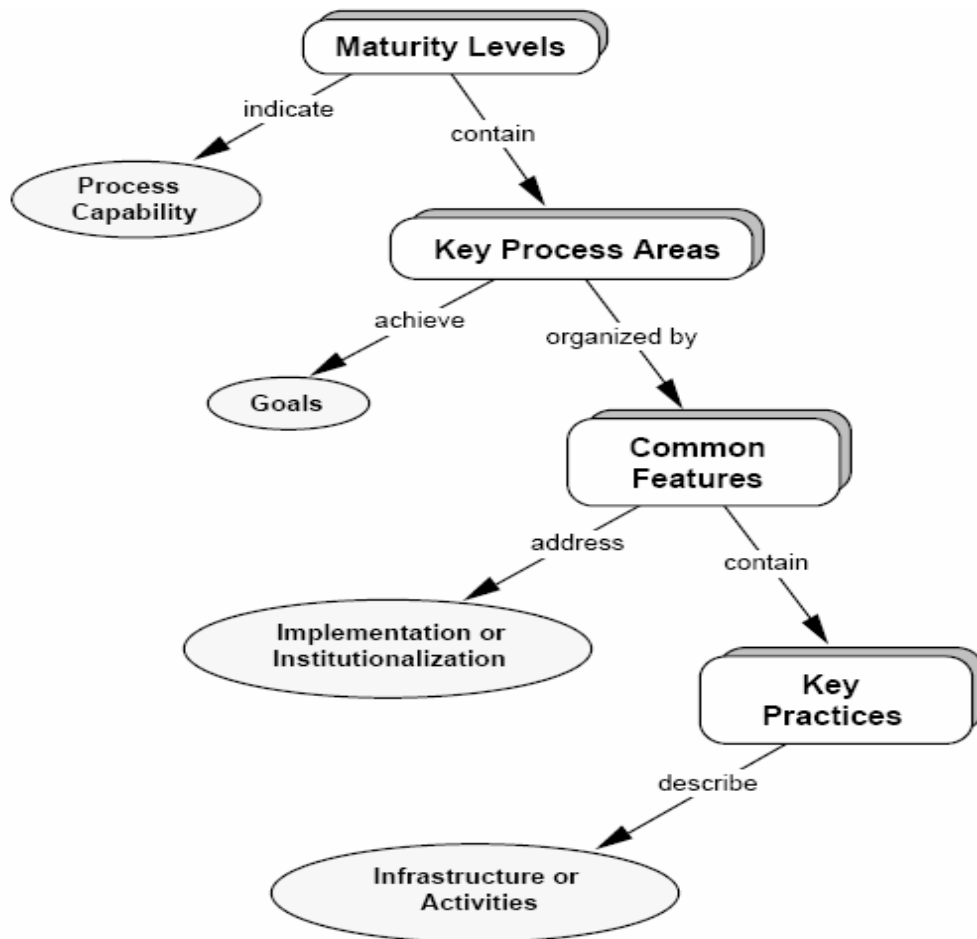 Maturity Levels
indicate
contain
Process
Capability
Key Process Areas
achieve
organized by
Goals
Common
Features
address
contain
Implementation or
Institutionalization
Key
Practices
describe
Infrastructure or
Activities